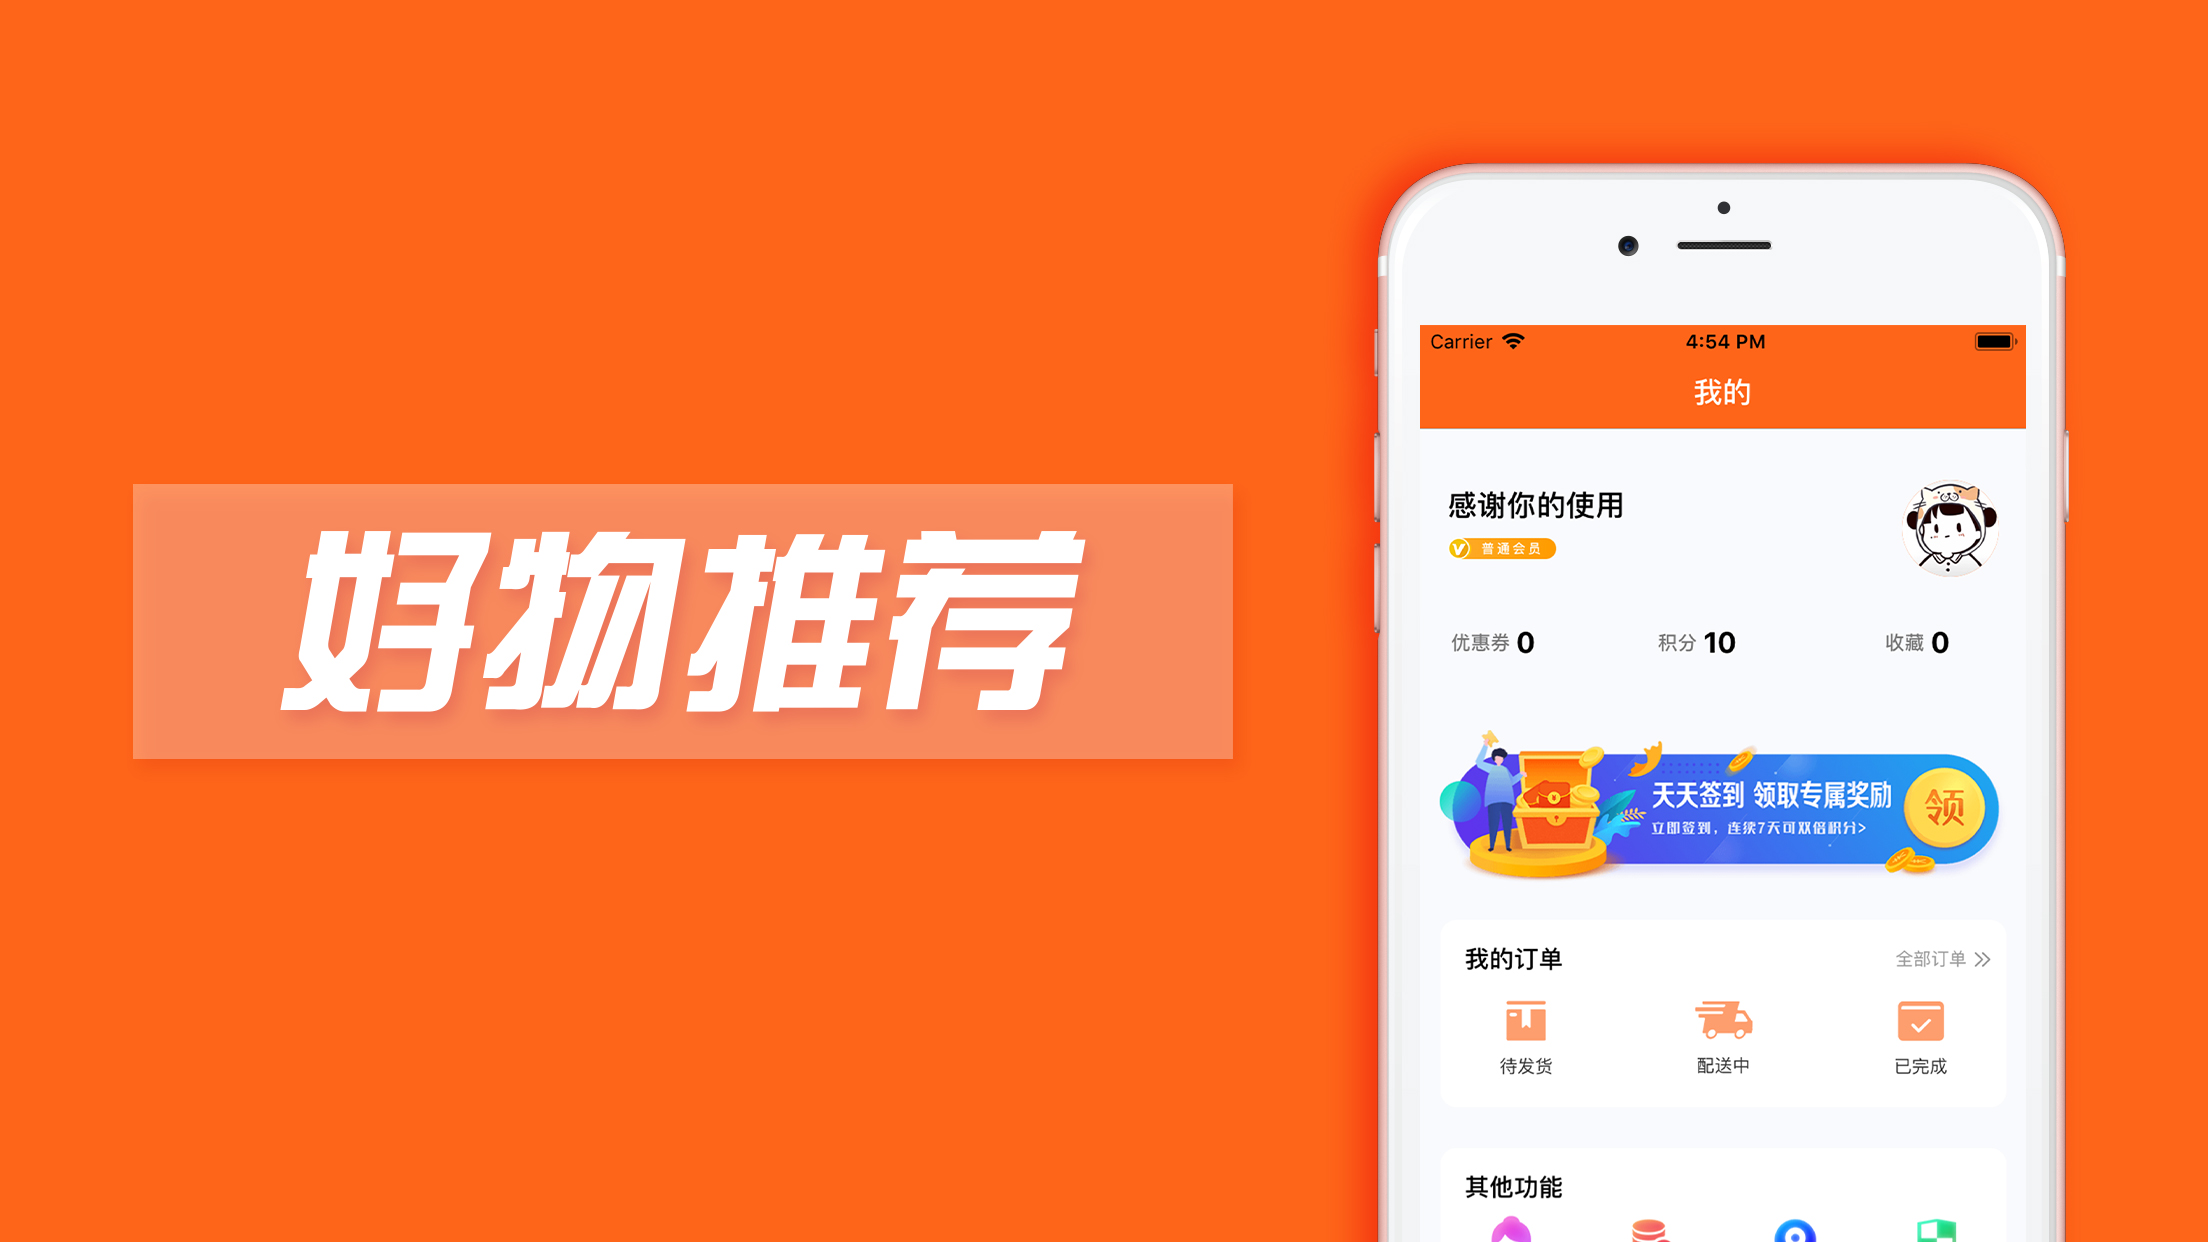 好物推荐
Carrier 4:54 PM
我的
感谢你的使用
V 普通会员
优惠券 0 积分 10 收藏 0
天天签到 领取专属奖励
立即签到，连续7天可双倍积分>
领
我的订单 全部订单 >>
待发货 配送中 已完成
其他功能